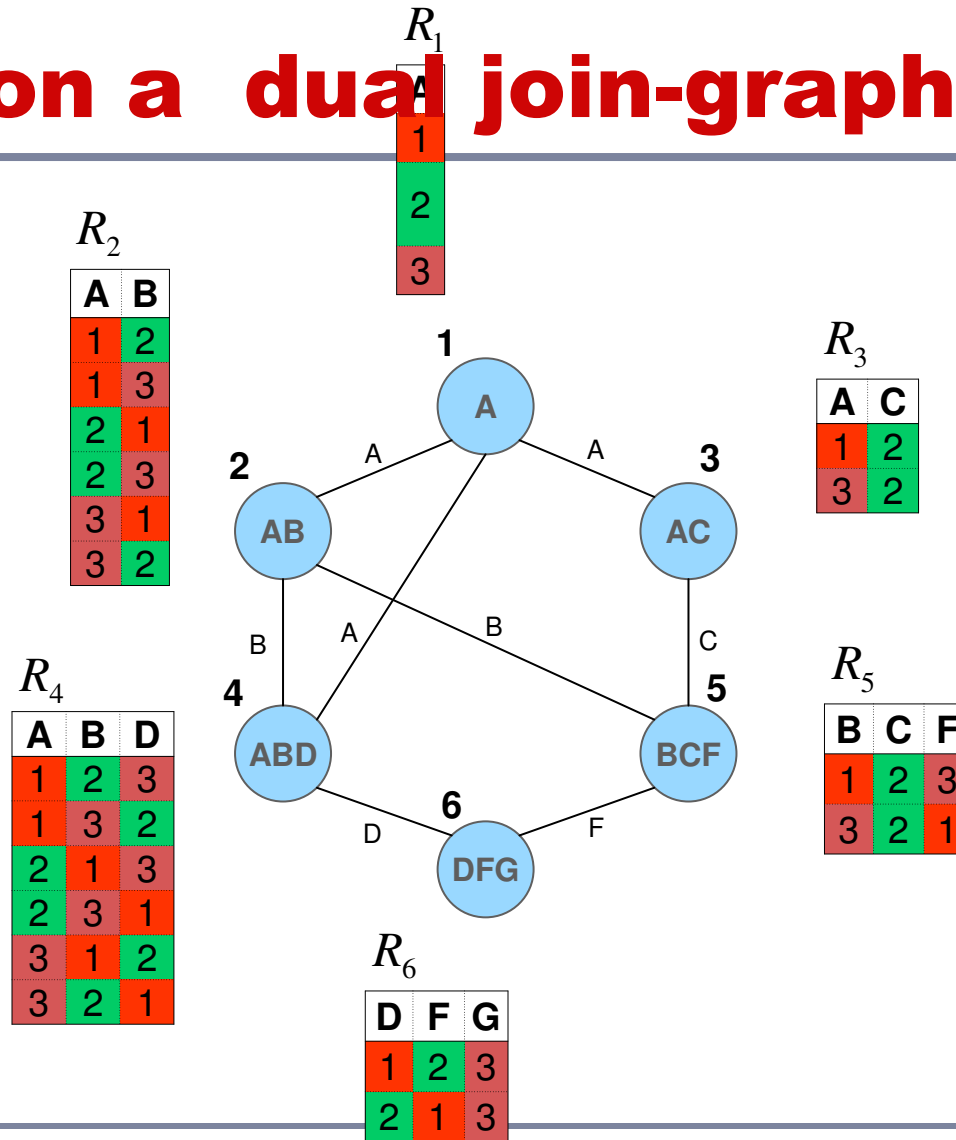 R1
on a dual join-graph
A
1
2
3
R2
A B
1 2
1 3
2 1
2 3
3 1
3 2
R3
A C
1 2
3 2
1
A
A
A
2
3
AB
AC
B
A
B
C
R4
A B D
1 2 3
1 3 2
2 1 3
2 3 1
3 1 2
3 2 1
R5
B C F
1 2 3
3 2 1
4
5
ABD
BCF
D
6
F
DFG
R6
D F G
1 2 3
2 1 3